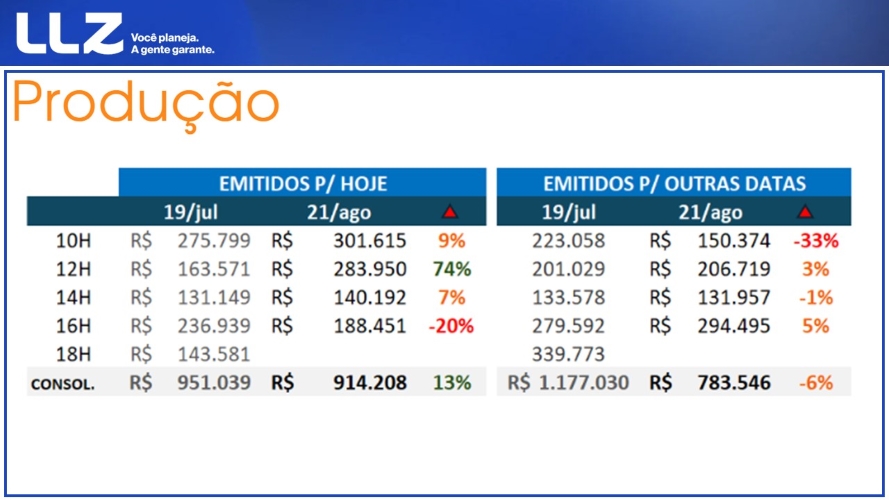 LLZ
Você planeja.
A gente garante.
Produção
EMITIDOS P/ HOJE EMITIDOS P/ OUTRAS DATAS
19/jul 21/ago 19/jul 21/ago
10H R$ 275.799 R$ 301.615 9% 223.058 R$ 150.374 -33%
12H R$ 163.571 R$ 283.950 74% 201.029 R$ 206.719 3%
14H R$ 131.149 R$ 140.192 7% 133.578 R$ 131.957 -1%
16H R$ 236.939 R$ 188.451 -20% 279.592 R$ 294.495 5%
18H R$ 143.581 339.773
CONSOL. R$ 951.039 R$ 914.208 13% R$ 1.177.030 R$ 783.546 -6%